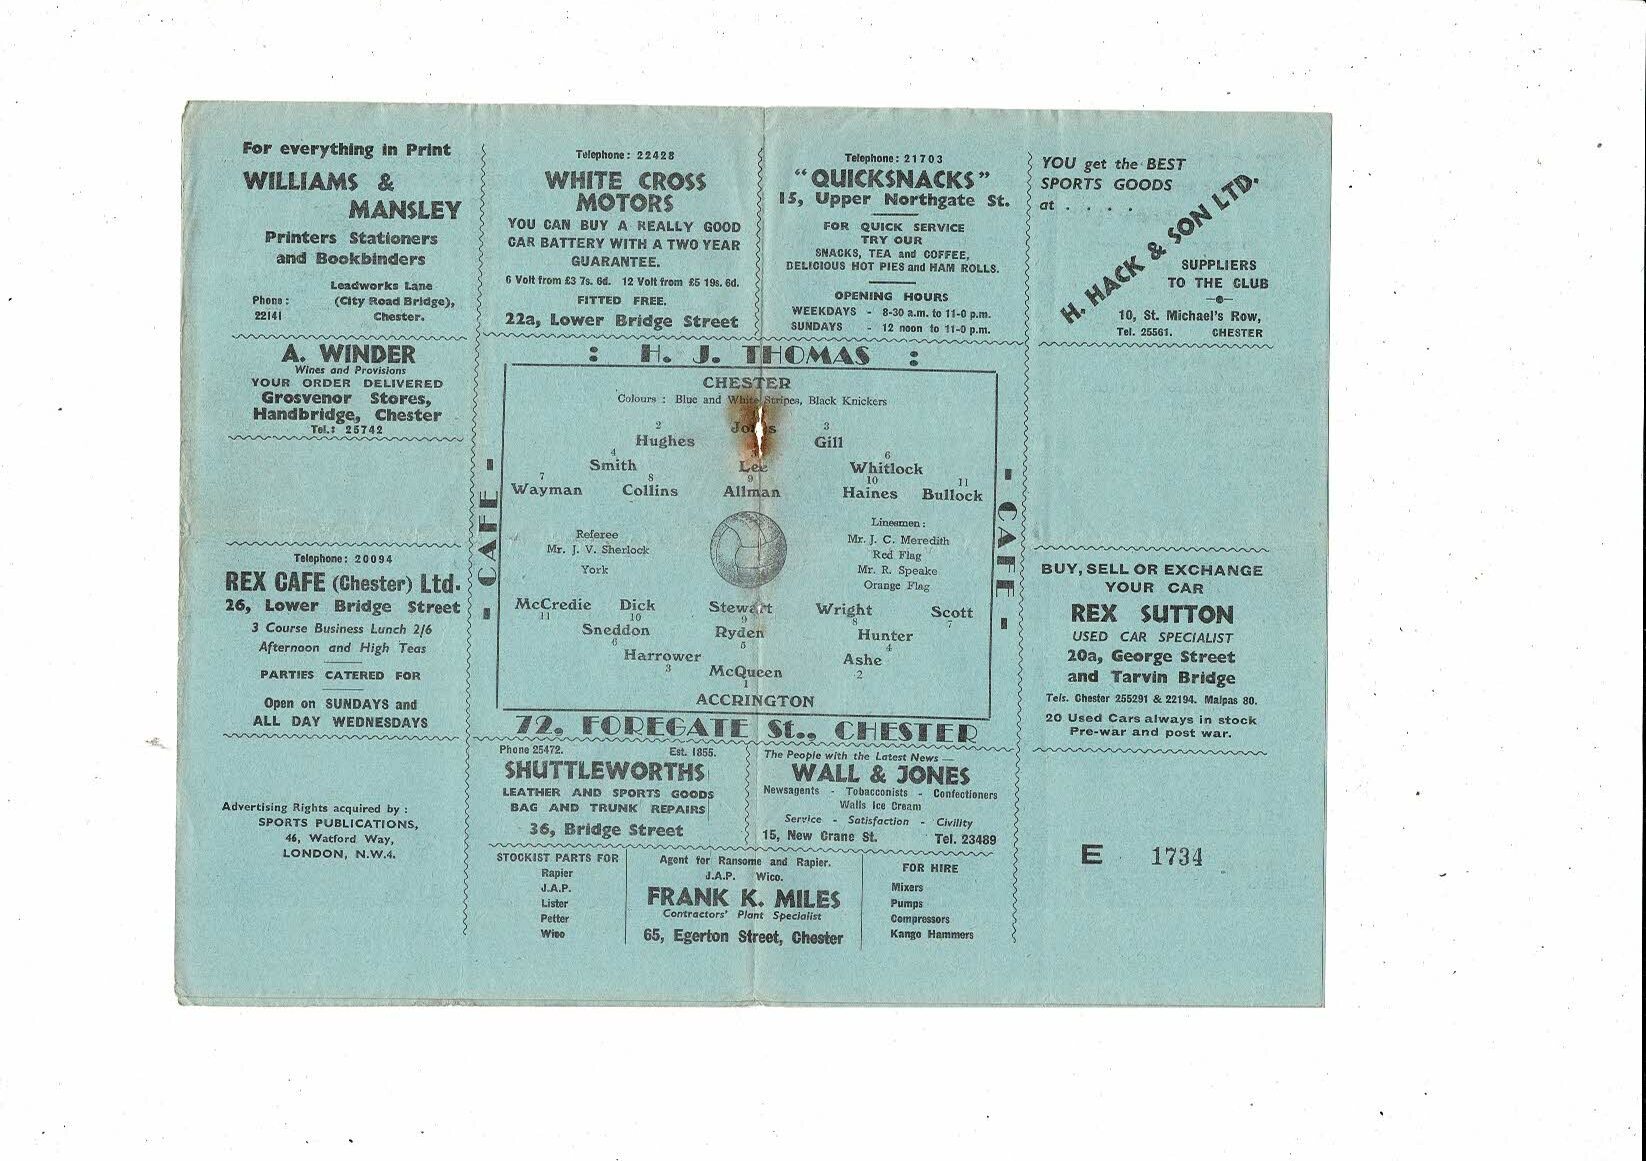 For everything in Print
WILLIAMS &
MANSLEY
Printers Stationers
and Bookbinders
Leadworks Lane
Phone : (City Road Bridge),
22141 Chester.
A. WINDER
Wines and Provisions
YOUR ORDER DELIVERED
Grosvenor Stores,
Handbridge, Chester
Tel.: 25742
Telephone: 20094
REX CAFE (Chester) Ltd.
26, Lower Bridge Street
3 Course Business Lunch 2/6
Afternoon and High Teas
PARTIES CATERED FOR
Open on SUNDAYS and
ALL DAY WEDNESDAYS
Advertising Rights acquired by :
SPORTS PUBLICATIONS,
46, Watford Way,
LONDON, N.W.4.
Telephone: 22428
WHITE CROSS
MOTORS
YOU CAN BUY A REALLY GOOD
CAR BATTERY WITH A TWO YEAR
GUARANTEE.
6 Volt from £3 7s. 6d. 12 Volt from £5 19s. 6d.
FITTED FREE.
22a, Lower Bridge Street
Telephone: 21703
"QUICKSNACKS"
15, Upper Northgate St.
FOR QUICK SERVICE
TRY OUR
SNACKS, TEA and COFFEE,
DELICIOUS HOT PIES and HAM ROLLS.
OPENING HOURS
WEEKDAYS - 8-30 a.m. to 11-0 p.m.
SUNDAYS - 12 noon to 11-0 p.m.
: H. J. THOMAS :
- CAFE -
CHESTER
Colours : Blue and White Stripes, Black Knickers
Jones
2 3
Hughes Gill
4 6
Smith Lee Whitlock
7 8 9 10 11
Wayman Collins Allman Haines Bullock
Referee
Mr. J. V. Sherlock
York
Linesmen :
Mr. J. C. Meredith
Red Flag
Mr. R. Speake
Orange Flag
McCredie Dick Stewart Wright Scott
11 10 9 8 7
Sneddon Ryden Hunter
6 5 4
Harrower Ashe
3 2
McQueen
1
ACCRINGTON
- CAFE -
72, FOREGATE St., CHESTER
Phone 25472. Est. 1855.
SHUTTLEWORTHS
LEATHER AND SPORTS GOODS
BAG AND TRUNK REPAIRS
36, Bridge Street
The People with the Latest News —
WALL & JONES
Newsagents - Tobacconists - Confectioners
Walls Ice Cream
Service - Satisfaction - Civility
15, New Crane St. Tel. 23489
STOCKIST PARTS FOR
Rapier
J.A.P.
Lister
Petter
Wico
Agent for Ransome and Rapier.
J.A.P. Wico.
FRANK K. MILES
Contractors' Plant Specialist
65, Egerton Street, Chester
FOR HIRE
Mixers
Pumps
Compressors
Kango Hammers
YOU get the BEST
SPORTS GOODS
at . . . .
H. HACK & SON LTD.
SUPPLIERS
TO THE CLUB
10, St. Michael's Row,
Tel. 25561. CHESTER
BUY, SELL OR EXCHANGE
YOUR CAR
REX SUTTON
USED CAR SPECIALIST
20a, George Street
and Tarvin Bridge
Tels. Chester 255291 & 22194. Malpas 80.
20 Used Cars always in stock
Pre-war and post war.
E 1734